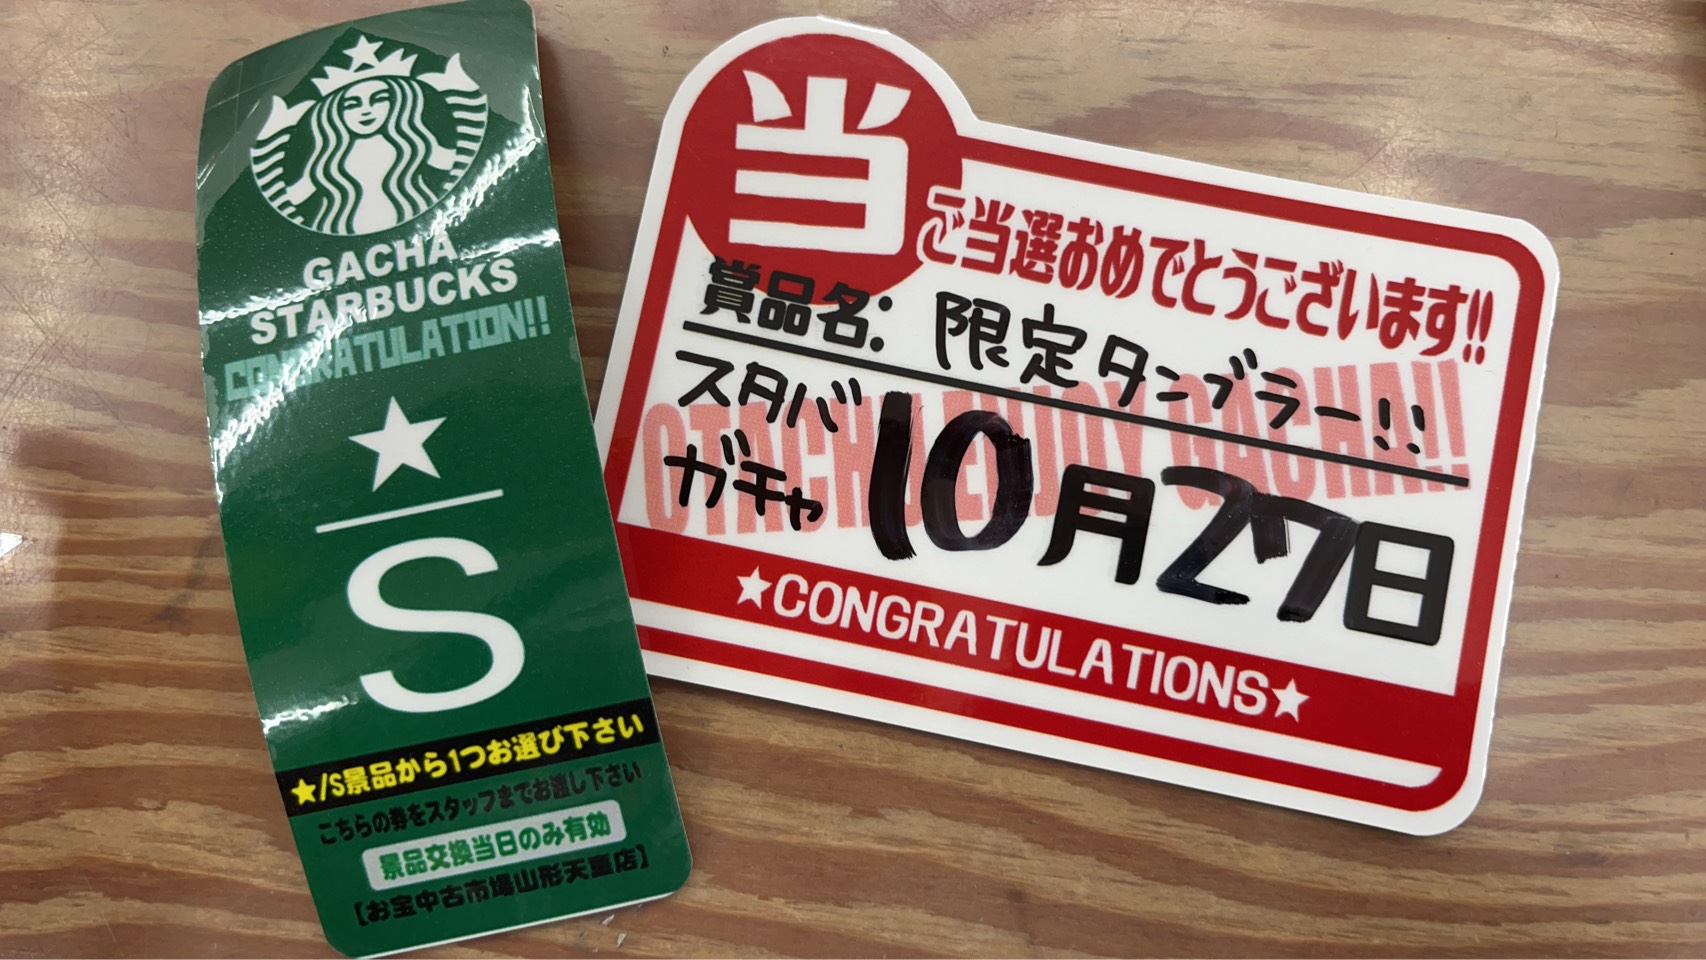 GACHA
STARBUCKS
CONGRATULATION!!
★
S
★/S景品から1つお選び下さい
こちらの券をスタッフまでお渡し下さい
景品交換当日のみ有効
【お宝中古市場山形天童店】
当
ご当選おめでとうございます!!
賞品名: 限定タンブラー!!
スタバ
ガチャ
10月27日
OTACHU ENJOY GACHA!!
★CONGRATULATIONS★